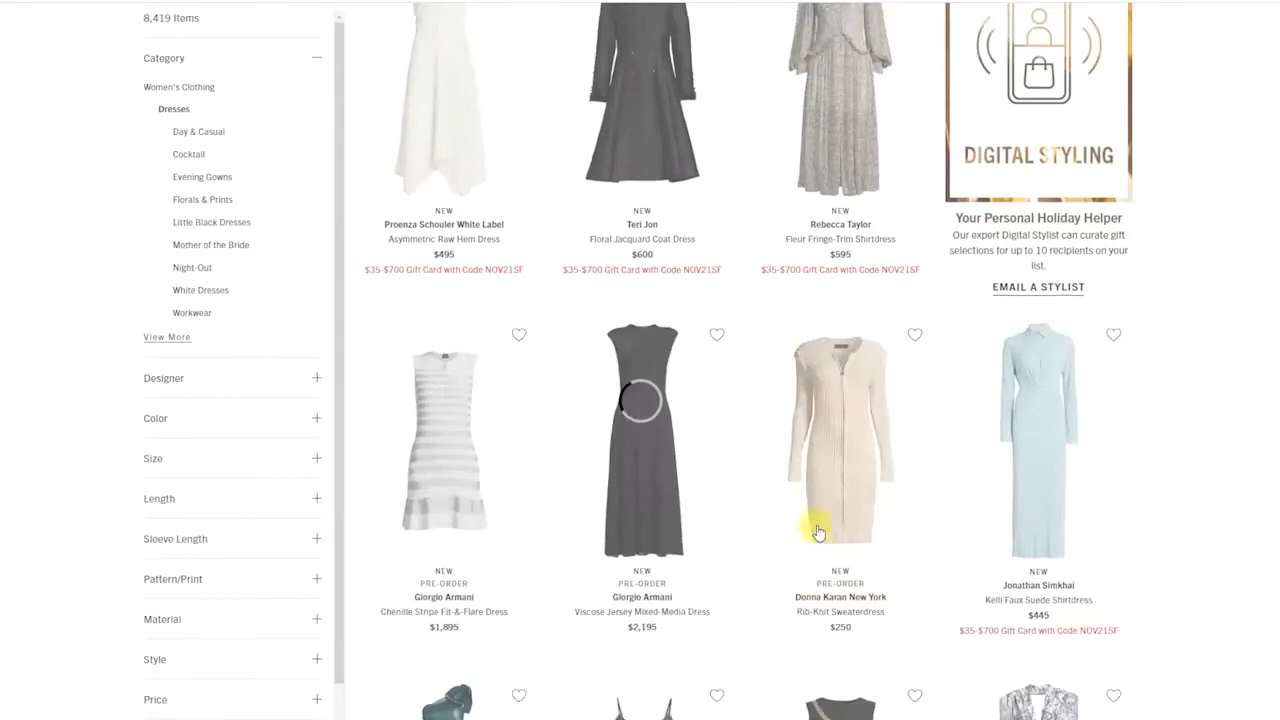 8,419 Items
Category
Women's Clothing
Dresses
Day & Casual
Cocktail
Evening Gowns
Florals & Prints
Little Black Dresses
Mother of the Bride
Night-Out
White Dresses
Workwear
View More
Designer
Color
Size
Length
Sleeve Length
Pattern/Print
Material
Style
Price
NEW
Proenza Schouler White Label
Asymmetric Raw Hem Dress
$495
$35-$700 Gift Card with Code NOV21SF
NEW
Teri Jon
Floral Jacquard Coat Dress
$600
$35-$700 Gift Card with Code NOV21SF
NEW
Rebecca Taylor
Fleur Fringe-Trim Shirtdress
$595
$35-$700 Gift Card with Code NOV21SF
DIGITAL STYLING
Your Personal Holiday Helper
Our expert Digital Stylist can curate gift
selections for up to 10 recipients on your
list.
EMAIL A STYLIST
NEW
PRE-ORDER
Giorgio Armani
Chenille Stripe Fit-&-Flare Dress
$1,895
NEW
PRE-ORDER
Giorgio Armani
Viscose Jersey Mixed-Media Dress
$2,195
NEW
PRE-ORDER
Donna Karan New York
Rib-Knit Sweaterdress
$250
NEW
Jonathan Simkhai
Kelli Faux Suede Shirtdress
$445
$35-$700 Gift Card with Code NOV21SF